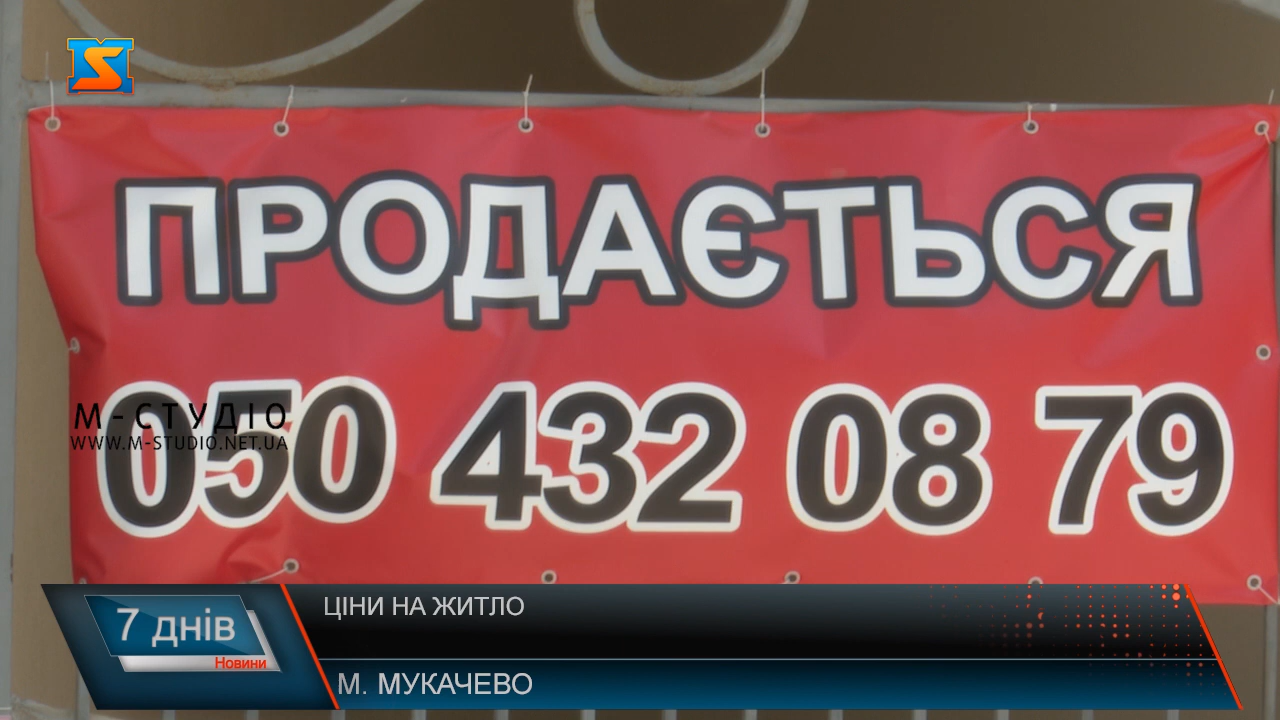 ПРОДАЄТЬСЯ
М-СТУДІО
WWW.M-STUDIO.NET.UA
050 432 08 79
7 днів
Новини
ЦІНИ НА ЖИТЛО
М. МУКАЧЕВО